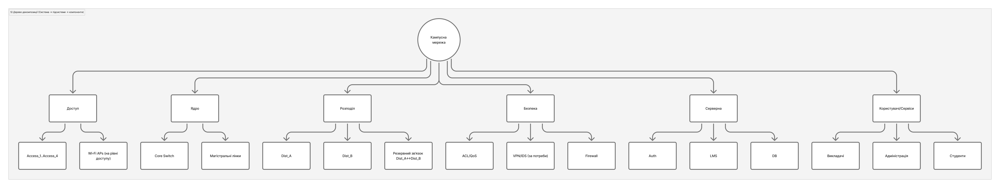 5) Дерево декомпозиції (Система → підсистеми → компоненти)
Кампусна
мережа
Доступ
Ядро
Розподіл
Безпека
Серверна
Користувачі/Сервіси
Access_1..Access_4
Wi-Fi APs (на рівні
доступу)
Core Switch
Магістральні лінки
Dist_A
Dist_B
Резервний зв'язок
Dist_A↔Dist_B
ACL/QoS
VPN/IDS (за потреби)
Firewall
Auth
LMS
DB
Викладачі
Адміністрація
Студенти